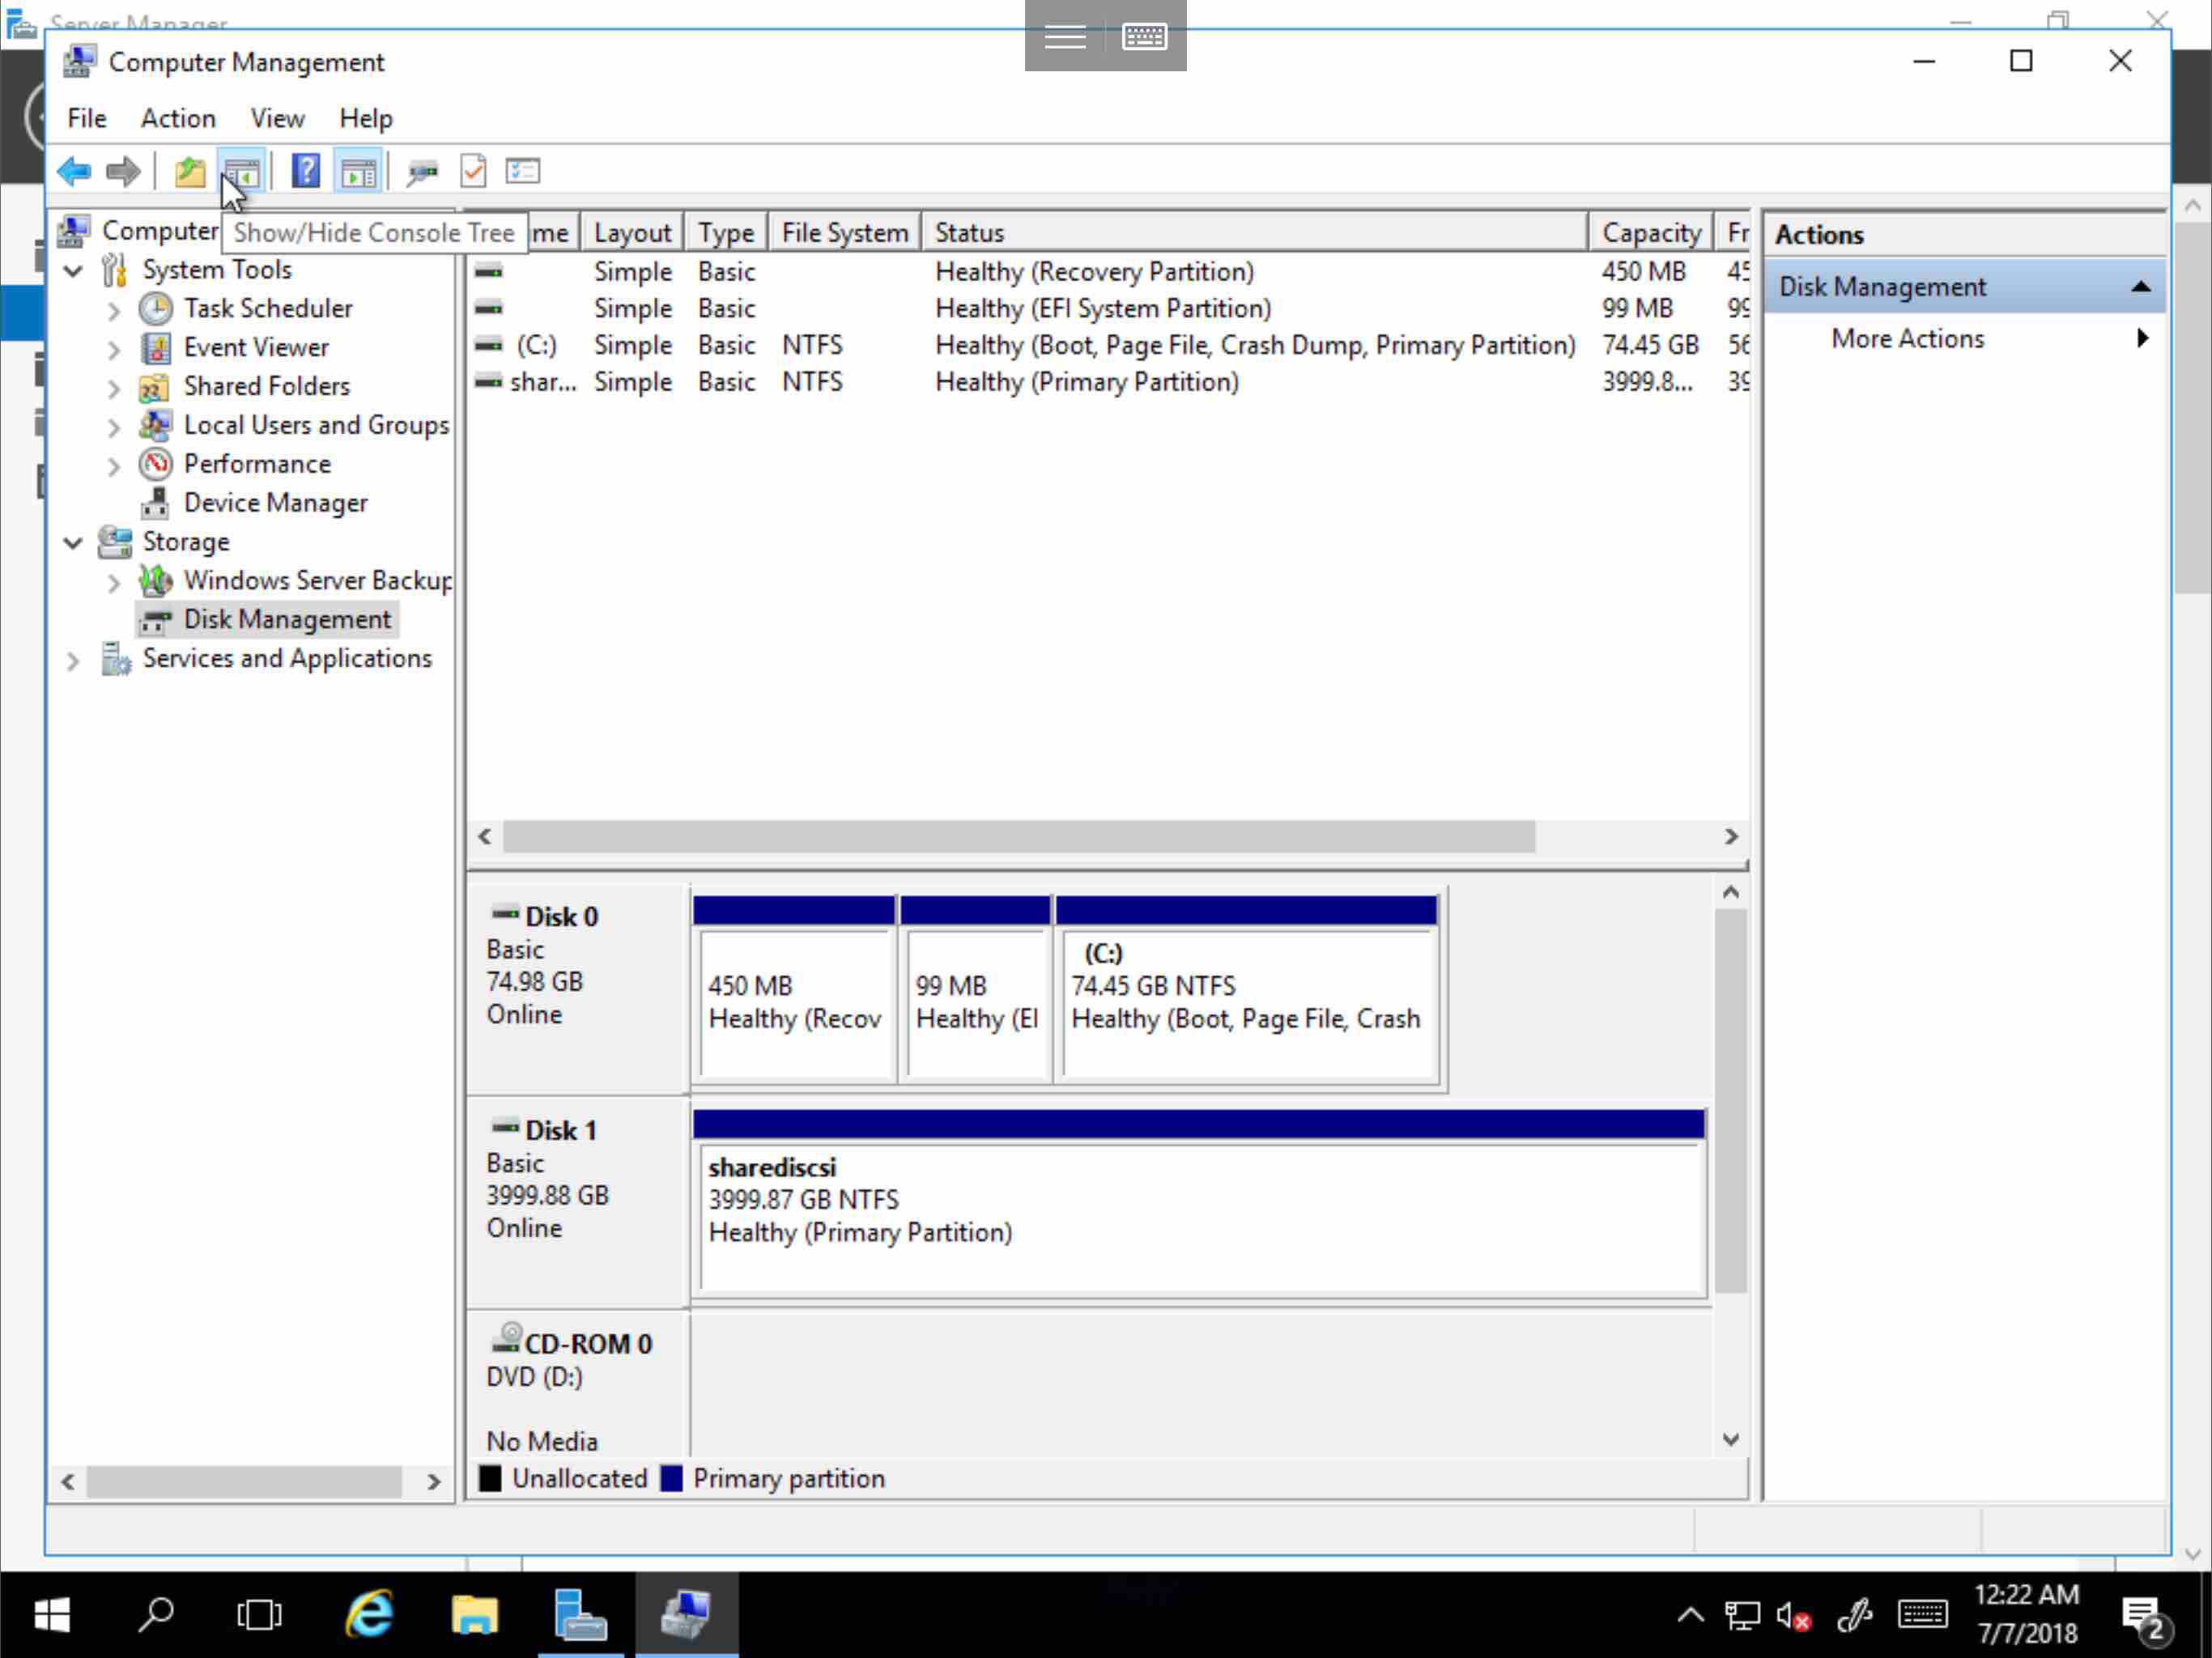 Server Manager
Computer Management
File Action View Help
Computer
Show/Hide Console Tree
System Tools
Task Scheduler
Event Viewer
Shared Folders
Local Users and Groups
Performance
Device Manager
Storage
Windows Server Backup
Disk Management
Services and Applications
me Layout Type File System Status Capacity Fr
Simple Basic Healthy (Recovery Partition) 450 MB 45
Simple Basic Healthy (EFI System Partition) 99 MB 99
(C:) Simple Basic NTFS Healthy (Boot, Page File, Crash Dump, Primary Partition) 74.45 GB 56
shar... Simple Basic NTFS Healthy (Primary Partition) 3999.8... 39
Disk 0
Basic
74.98 GB
Online
450 MB
Healthy (Recov
99 MB
Healthy (EI
(C:)
74.45 GB NTFS
Healthy (Boot, Page File, Crash
Disk 1
Basic
3999.88 GB
Online
sharediscsi
3999.87 GB NTFS
Healthy (Primary Partition)
CD-ROM 0
DVD (D:)
No Media
Unallocated Primary partition
Actions
Disk Management
More Actions
12:22 AM
7/7/2018
2